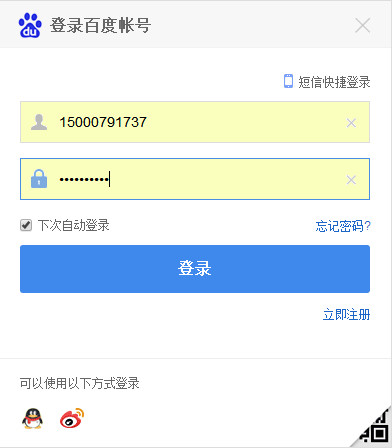 du 登录百度帐号
短信快捷登录
15000791737
••••••••••
下次自动登录 忘记密码?
登录
立即注册
可以使用以下方式登录